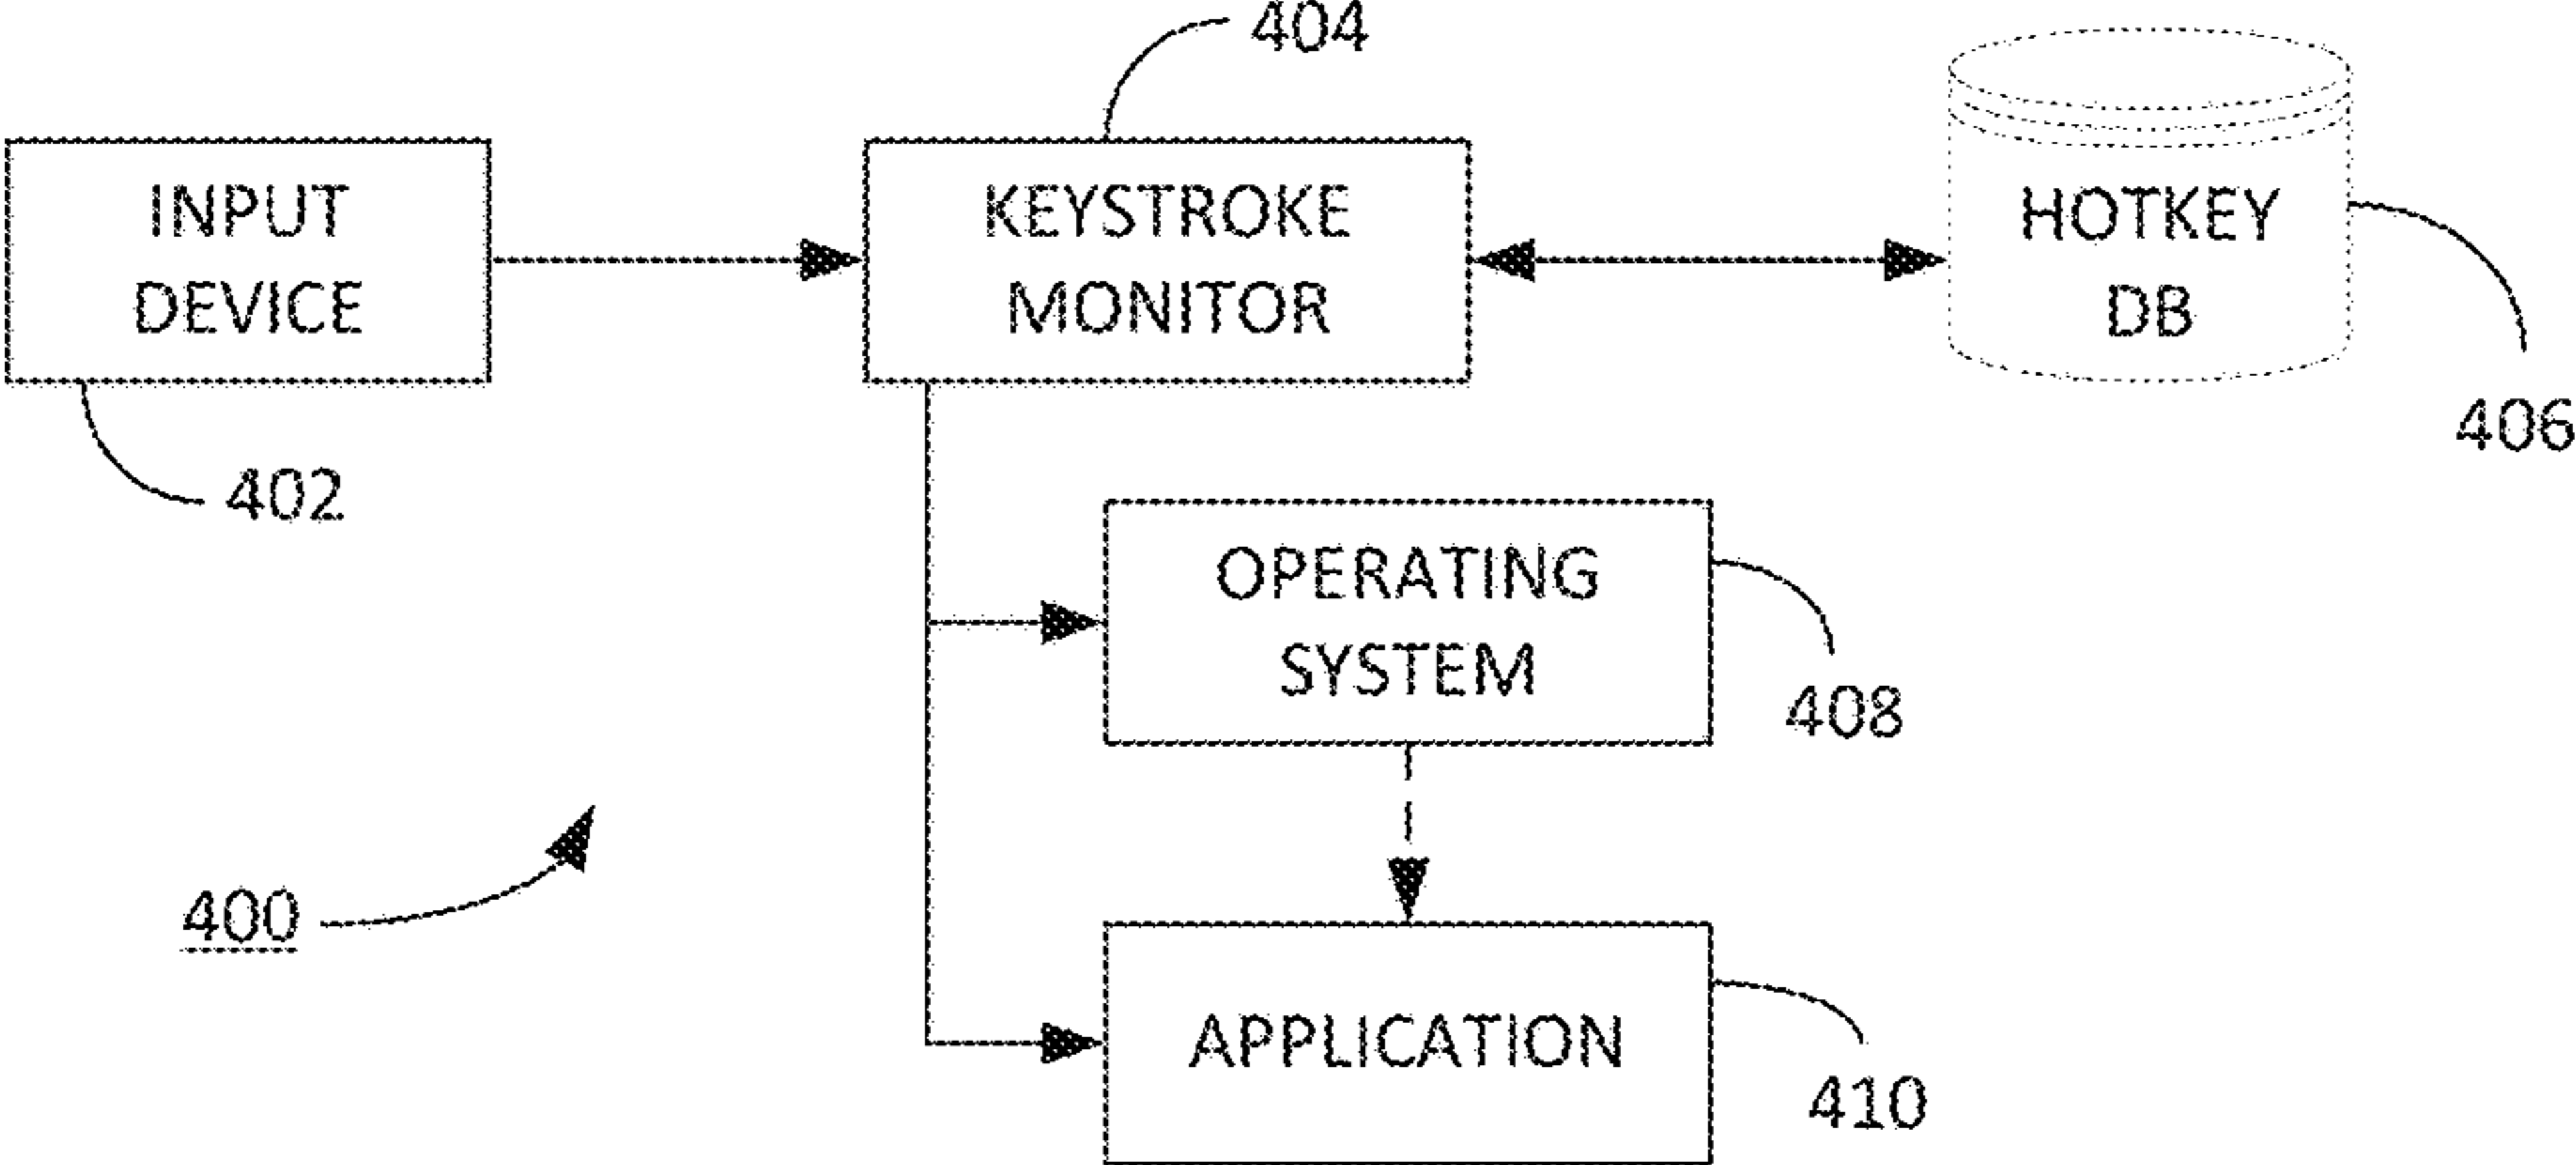 404
INPUT
DEVICE
KEYSTROKE
MONITOR
HOTKEY
DB
406
402
OPERATING
SYSTEM
408
400
APPLICATION
410